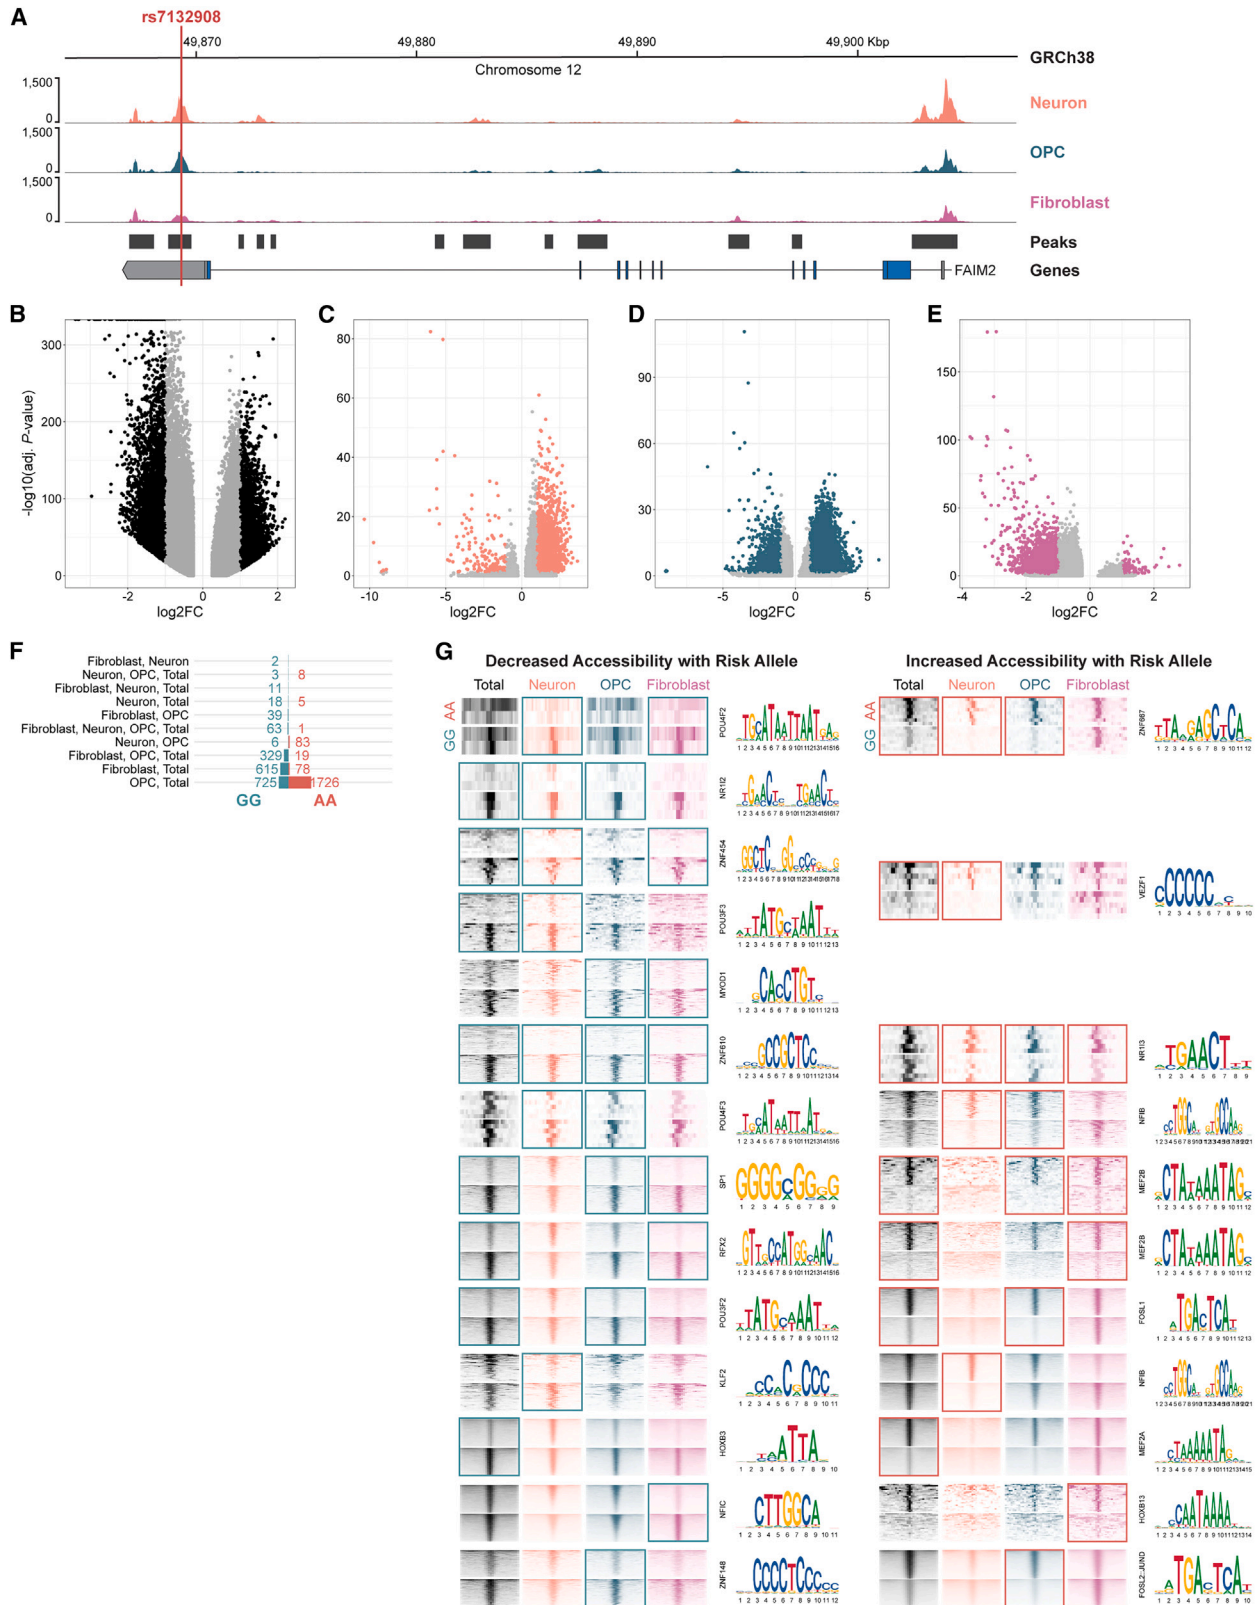 A
rs7132908
49,870
49,880
49,890
49,900 Kbp
GRCh38
Chromosome 12
1,500
0
Neuron
1,500
0
OPC
1,500
0
Fibroblast
Peaks
Genes
FAIM2
B
C
D
E
-log10(adj. P-value)
300
200
100
0
-2
0
2
log2FC
80
60
40
20
0
-10
-5
0
log2FC
90
60
30
0
-5
0
5
log2FC
150
100
50
0
-4
-2
0
2
log2FC
F
Fibroblast, Neuron 2
Neuron, OPC, Total 3 8
Fibroblast, Neuron, Total 11
Neuron, Total 18 5
Fibroblast, OPC 39
Fibroblast, Neuron, OPC, Total 63 1
Neuron, OPC 6 83
Fibroblast, OPC, Total 329 19
Fibroblast, Total 615 78
OPC, Total 725 1726
GG AA
G
Decreased Accessibility with Risk Allele
Total Neuron OPC Fibroblast
AA
GG
POU4F2
NR1I2
ZNF454
POU3F3
MYOD1
ZNF610
POU4F3
SP1
RFX2
POU3F2
KLF2
HOXB3
NFIC
ZNF148
Increased Accessibility with Risk Allele
Total Neuron OPC Fibroblast
AA
GG
ZNF667
VEZF1
NR1I3
NFIB
MEF2B
MEF2B
FOSL1
NFIB
MEF2A
HOXB13
FOSL2::JUND